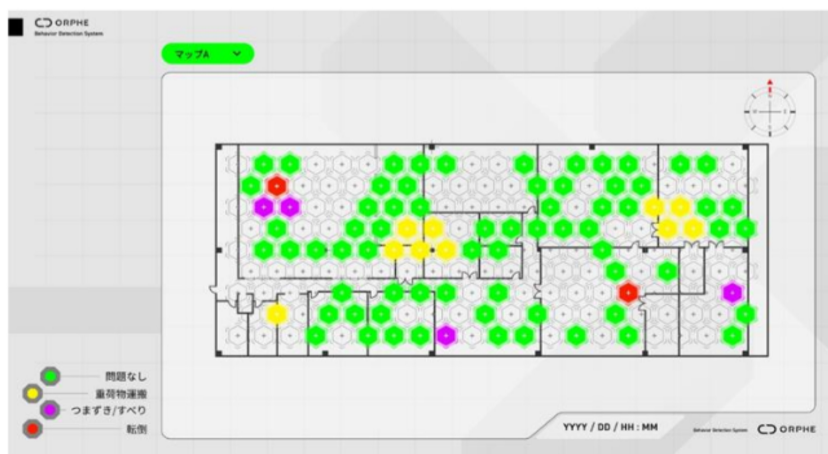 ORPHE
Behavior Detection System
マップA
問題なし
重荷物運搬
つまずき/すべり
転倒
YYYY / DD / HH : MM
Behavior Detection System
ORPHE